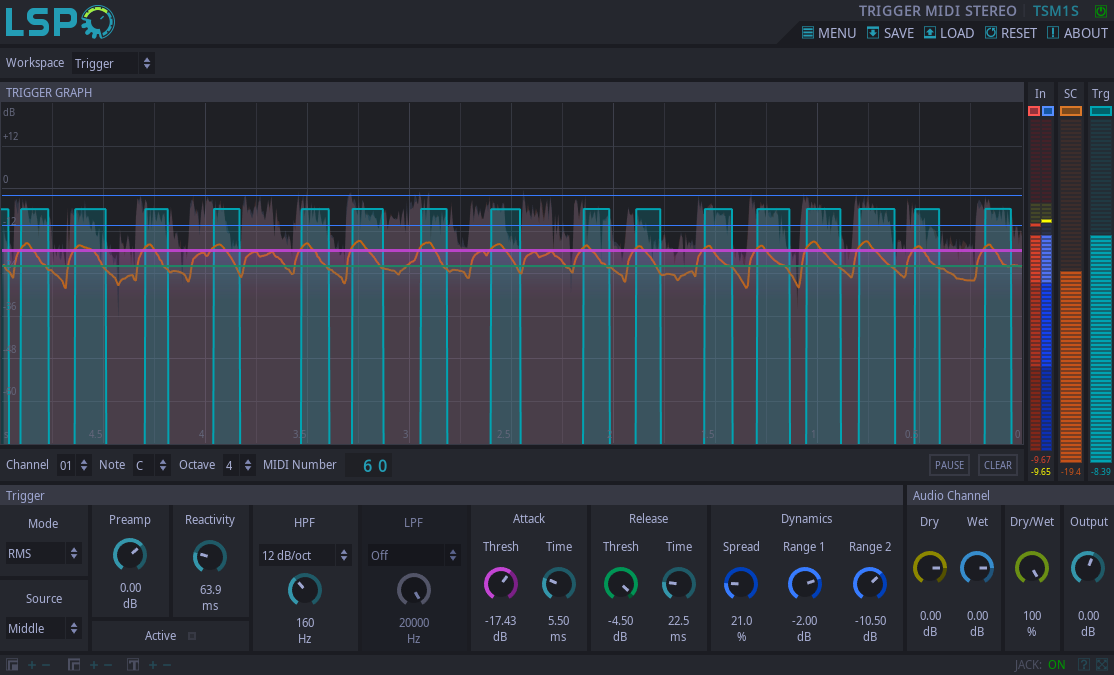 LSP
TRIGGER MIDI STEREO TSM1S
MENU SAVE LOAD RESET ABOUT
Workspace Trigger
TRIGGER GRAPH
In SC Trg
dB
+12
0
-12
-36
-48
-60
4.5 4 3.5 3 2.5 1 0.5 0
-9.67
-9.65 -19.4 -8.39
Channel 01 Note C Octave 4 MIDI Number 60 PAUSE CLEAR
Trigger
Audio Channel
Mode
RMS
Source
Middle
Preamp
0.00
dB
Reactivity
63.9
ms
Active
HPF
12 dB/oct
160
Hz
LPF
Off
20000
Hz
Attack
Thresh Time
-17.43 5.50
dB ms
Release
Thresh Time
-4.50 22.5
dB ms
Dynamics
Spread Range 1 Range 2
21.0 -2.00 -10.50
% dB dB
Dry Wet Dry/Wet Output
0.00 0.00 100 0.00
dB dB % dB
JACK: ON